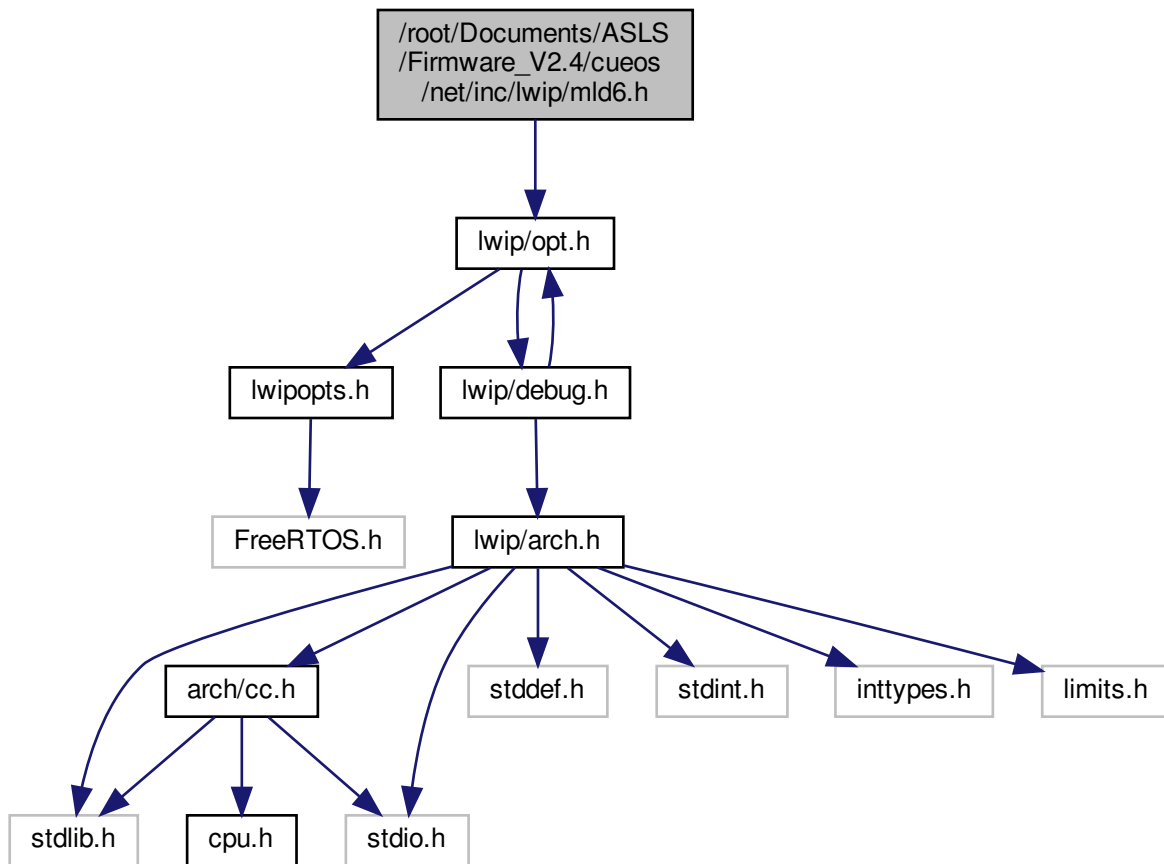 /root/Documents/ASLS
/Firmware_V2.4/cueos
/net/inc/lwip/mld6.h
lwip/opt.h
lwipopts.h
lwip/debug.h
FreeRTOS.h
lwip/arch.h
arch/cc.h
stddef.h
stdint.h
inttypes.h
limits.h
stdlib.h
cpu.h
stdio.h